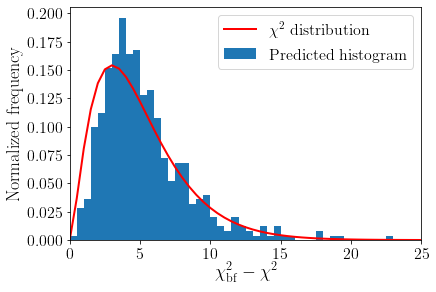 0.200
0.175
0.150
0.125
0.100
0.075
0.050
0.025
0.000
Normalized frequency
χ² distribution
Predicted histogram
0 5 10 15 20 25
χ²_bf − χ²